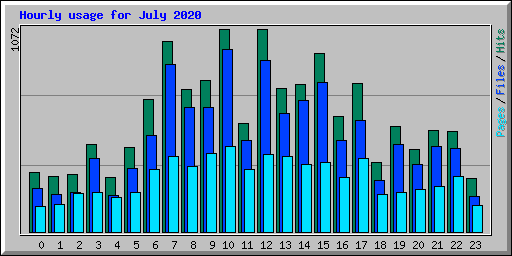 Hourly usage for July 2020
1072
Pages / Files / Hits
0 1 2 3 4 5 6 7 8 9 10 11 12 13 14 15 16 17 18 19 20 21 22 23